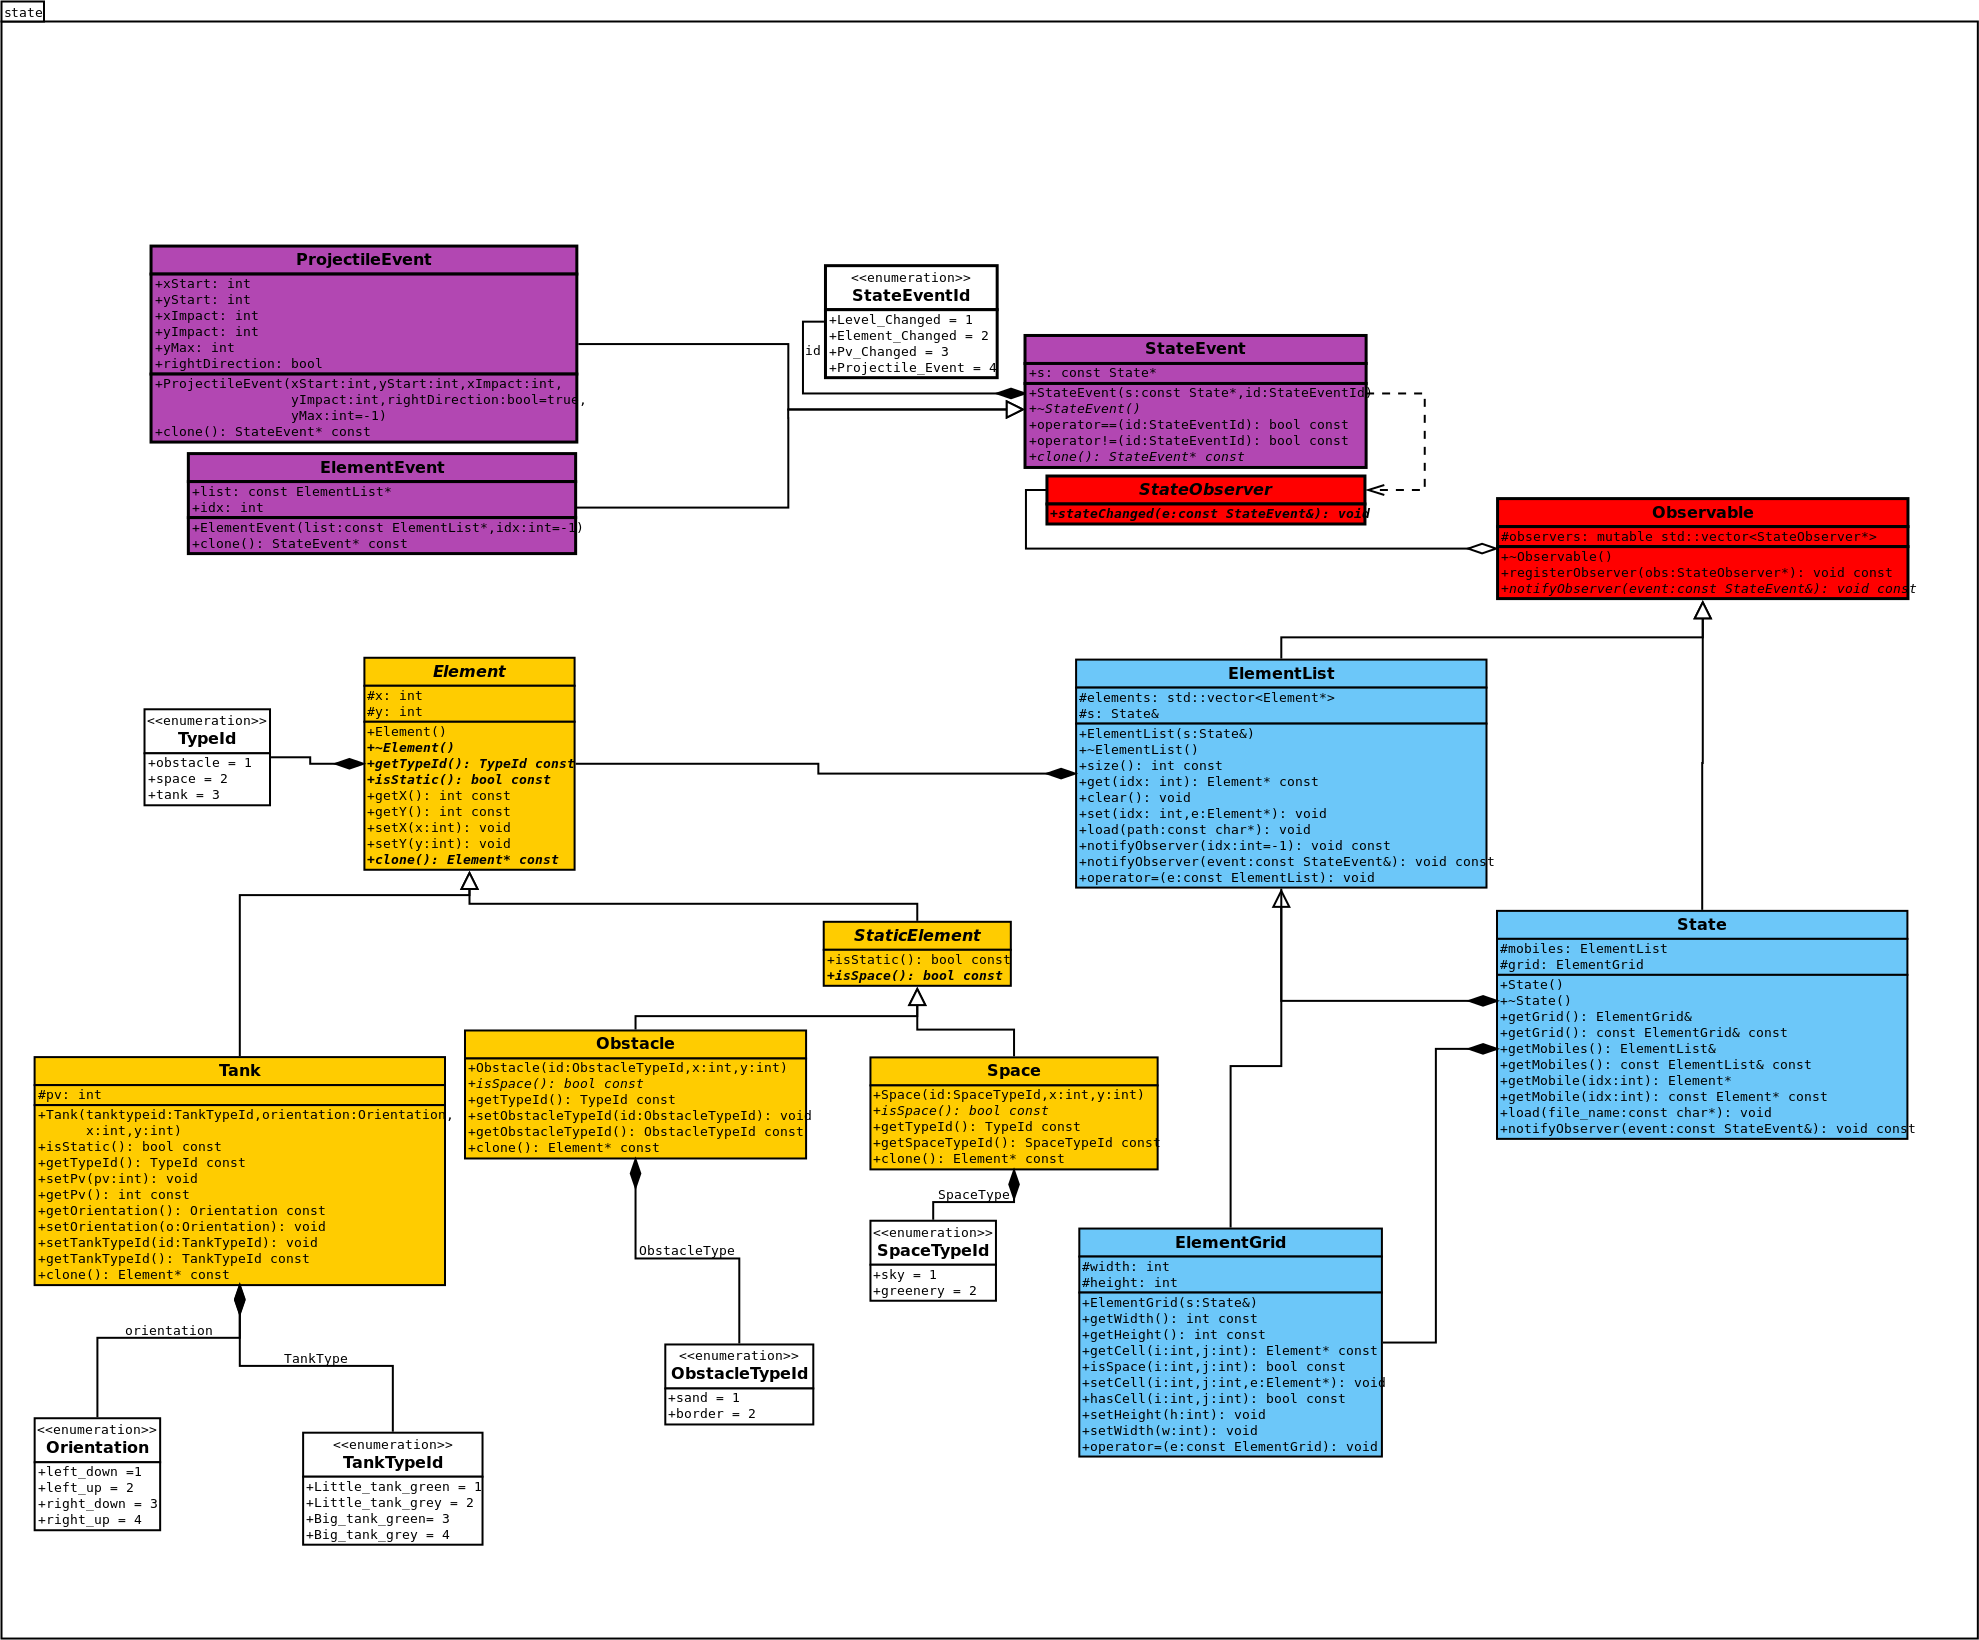 state
ProjectileEvent
+xStart: int
+yStart: int
+xImpact: int
+yImpact: int
+yMax: int
+rightDirection: bool
+ProjectileEvent(xStart:int,yStart:int,xImpact:int,
yImpact:int,rightDirection:bool=true,
yMax:int=-1)
+clone(): StateEvent* const
<<enumeration>>
StateEventId
+Level_Changed = 1
+Element_Changed = 2
+Pv_Changed = 3
+Projectile_Event = 4
id
StateEvent
+s: const State*
+StateEvent(s:const State*,id:StateEventId)
+~StateEvent()
+operator==(id:StateEventId): bool const
+operator!=(id:StateEventId): bool const
+clone(): StateEvent* const
ElementEvent
+list: const ElementList*
+idx: int
+ElementEvent(list:const ElementList*,idx:int=-1)
+clone(): StateEvent* const
StateObserver
+stateChanged(e:const StateEvent&): void
Observable
#observers: mutable std::vector<StateObserver*>
+~Observable()
+registerObserver(obs:StateObserver*): void const
+notifyObserver(event:const StateEvent&): void const
<<enumeration>>
TypeId
+obstacle = 1
+space = 2
+tank = 3
Element
#x: int
#y: int
+Element()
+~Element()
+getTypeId(): TypeId const
+isStatic(): bool const
+getX(): int const
+getY(): int const
+setX(x:int): void
+setY(y:int): void
+clone(): Element* const
ElementList
#elements: std::vector<Element*>
#s: State&
+ElementList(s:State&)
+~ElementList()
+size(): int const
+get(idx: int): Element* const
+clear(): void
+set(idx: int,e:Element*): void
+load(path:const char*): void
+notifyObserver(idx:int=-1): void const
+notifyObserver(event:const StateEvent&): void const
+operator=(e:const ElementList): void
StaticElement
+isStatic(): bool const
+isSpace(): bool const
State
#mobiles: ElementList
#grid: ElementGrid
+State()
+~State()
+getGrid(): ElementGrid&
+getGrid(): const ElementGrid& const
+getMobiles(): ElementList&
+getMobiles(): const ElementList& const
+getMobile(idx:int): Element*
+getMobile(idx:int): const Element* const
+load(file_name:const char*): void
+notifyObserver(event:const StateEvent&): void const
Tank
#pv: int
+Tank(tanktypeid:TankTypeId,orientation:Orientation,
x:int,y:int)
+isStatic(): bool const
+getTypeId(): TypeId const
+setPv(pv:int): void
+getPv(): int const
+getOrientation(): Orientation const
+setOrientation(o:Orientation): void
+setTankTypeId(id:TankTypeId): void
+getTankTypeId(): TankTypeId const
+clone(): Element* const
Obstacle
+Obstacle(id:ObstacleTypeId,x:int,y:int)
+isSpace(): bool const
+getTypeId(): TypeId const
+setObstacleTypeId(id:ObstacleTypeId): void
+getObstacleTypeId(): ObstacleTypeId const
+clone(): Element* const
Space
+Space(id:SpaceTypeId,x:int,y:int)
+isSpace(): bool const
+getTypeId(): TypeId const
+getSpaceTypeId(): SpaceTypeId const
+clone(): Element* const
SpaceType
<<enumeration>>
SpaceTypeId
+sky = 1
+greenery = 2
ElementGrid
#width: int
#height: int
+ElementGrid(s:State&)
+getWidth(): int const
+getHeight(): int const
+getCell(i:int,j:int): Element* const
+isSpace(i:int,j:int): bool const
+setCell(i:int,j:int,e:Element*): void
+hasCell(i:int,j:int): bool const
+setHeight(h:int): void
+setWidth(w:int): void
+operator=(e:const ElementGrid): void
ObstacleType
<<enumeration>>
ObstacleTypeId
+sand = 1
+border = 2
orientation
TankType
<<enumeration>>
Orientation
+left_down =1
+left_up = 2
+right_down = 3
+right_up = 4
<<enumeration>>
TankTypeId
+Little_tank_green = 1
+Little_tank_grey = 2
+Big_tank_green= 3
+Big_tank_grey = 4